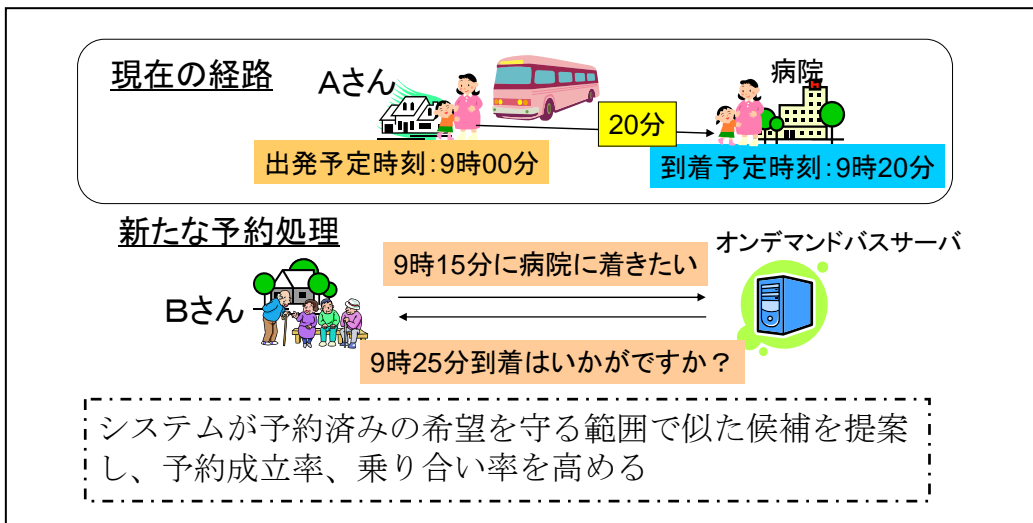 現在の経路
Aさん
病院
20分
出発予定時刻:9時00分
到着予定時刻:9時20分
新たな予約処理
オンデマンドバスサーバ
9時15分に病院に着きたい
Bさん
9時25分到着はいかがですか?
システムが予約済みの希望を守る範囲で似た候補を提案
し、予約成立率、乗り合い率を高める